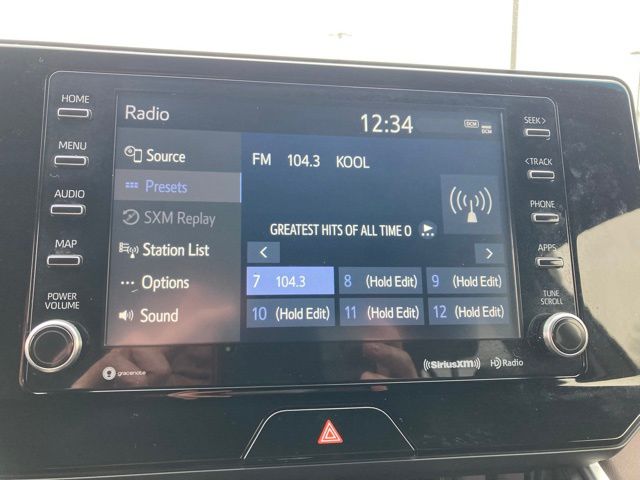 HOME
MENU
AUDIO
MAP
POWER
VOLUME
Radio
12:34
DCM
DCM
Source
Presets
SXM Replay
Station List
Options
Sound
FM 104.3 KOOL
GREATEST HITS OF ALL TIME O
<
>
7 104.3
8 (Hold Edit)
9 (Hold Edit)
10 (Hold Edit)
11 (Hold Edit)
12 (Hold Edit)
SEEK>
<TRACK
PHONE
APPS
TUNE
SCROLL
gracenote
((SiriusXM))
HD Radio